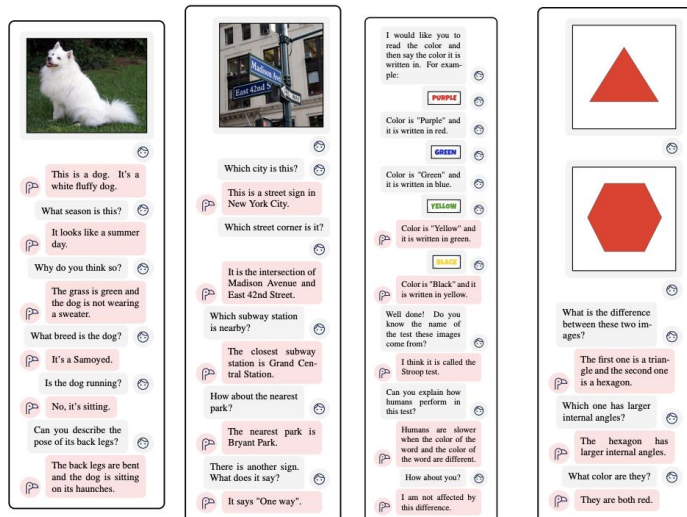 This is a dog. It's a
white fluffy dog.
What season is this?
It looks like a summer
day.
Why do you think so?
The grass is green and
the dog is not wearing
a sweater.
What breed is the dog?
It's a Samoyed.
Is the dog running?
No, it's sitting.
Can you describe the
pose of its back legs?
The back legs are bent
and the dog is sitting
on its haunches.
Madison Ave
East 42nd S
Which city is this?
This is a street sign in
New York City.
Which street corner is it?
It is the intersection of
Madison Avenue and
East 42nd Street.
Which subway station
is nearby?
The closest subway
station is Grand Cen-
tral Station.
How about the nearest
park?
The nearest park is
Bryant Park.
There is another sign.
What does it say?
It says "One way".
I would like you to
read the color and
then say the color it is
written in. For exam-
ple:
PURPLE
Color is "Purple" and
it is written in red.
GREEN
Color is "Green" and
it is written in blue.
YELLOW
Color is "Yellow" and
it is written in green.
BLACK
Color is "Black" and it
is written in yellow.
Well done! Do you
know the name of
the test these images
come from?
I think it is called the
Stroop test.
Can you explain how
humans perform in
this test?
Humans are slower
when the color of the
word and the color of
the word are different.
How about you?
I am not affected by
this difference.
What is the difference
between these two im-
ages?
The first one is a trian-
gle and the second one
is a hexagon.
Which one has larger
internal angles?
The hexagon has
larger internal angles.
What color are they?
They are both red.